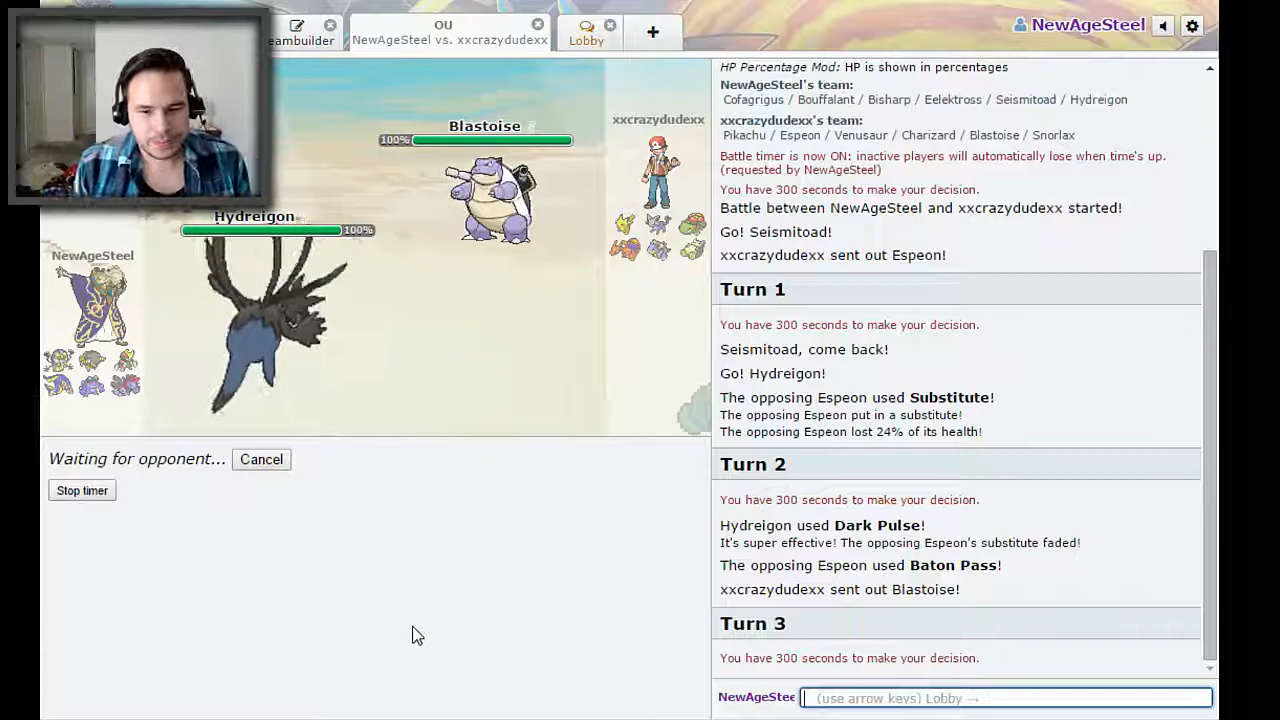 eambuilder
OU
NewAgeSteel vs. xxcrazydudexx
Lobby
+
NewAgeSteel
Blastoise
100%
xxcrazydudexx
Hydreigon
100%
NewAgeSteel
Waiting for opponent... Cancel
Stop timer
HP Percentage Mod: HP is shown in percentages
NewAgeSteel's team:
Cofagrigus / Bouffalant / Bisharp / Eelektross / Seismitoad / Hydreigon
xxcrazydudexx's team:
Pikachu / Espeon / Venusaur / Charizard / Blastoise / Snorlax
Battle timer is now ON: inactive players will automatically lose when time's up.
(requested by NewAgeSteel)
You have 300 seconds to make your decision.
Battle between NewAgeSteel and xxcrazydudexx started!
Go! Seismitoad!
xxcrazydudexx sent out Espeon!
Turn 1
You have 300 seconds to make your decision.
Seismitoad, come back!
Go! Hydreigon!
The opposing Espeon used Substitute!
The opposing Espeon put in a substitute!
The opposing Espeon lost 24% of its health!
Turn 2
You have 300 seconds to make your decision.
Hydreigon used Dark Pulse!
It's super effective! The opposing Espeon's substitute faded!
The opposing Espeon used Baton Pass!
xxcrazydudexx sent out Blastoise!
Turn 3
You have 300 seconds to make your decision.
NewAgeStee (use arrow keys) Lobby →